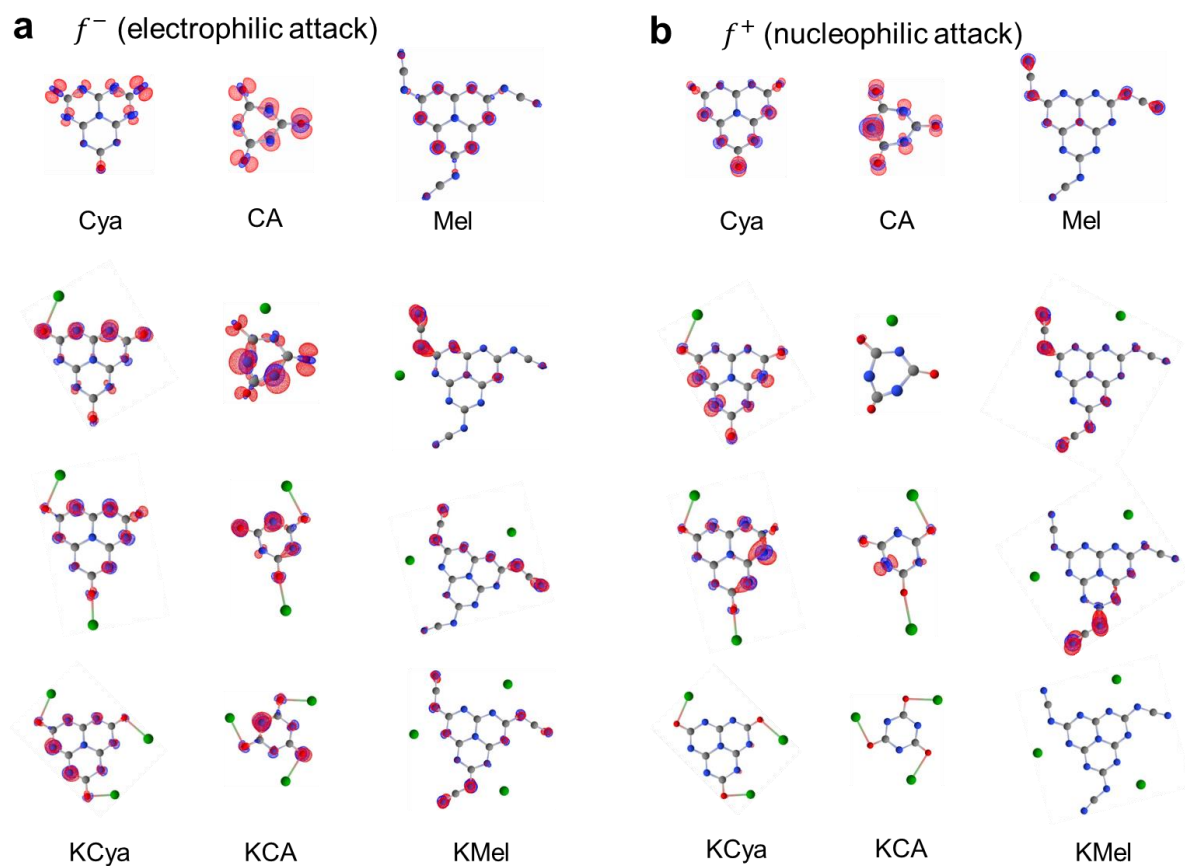 a f⁻ (electrophilic attack)
Cya CA Mel
KCya KCA KMel
b f⁺ (nucleophilic attack)
Cya CA Mel
KCya KCA KMel